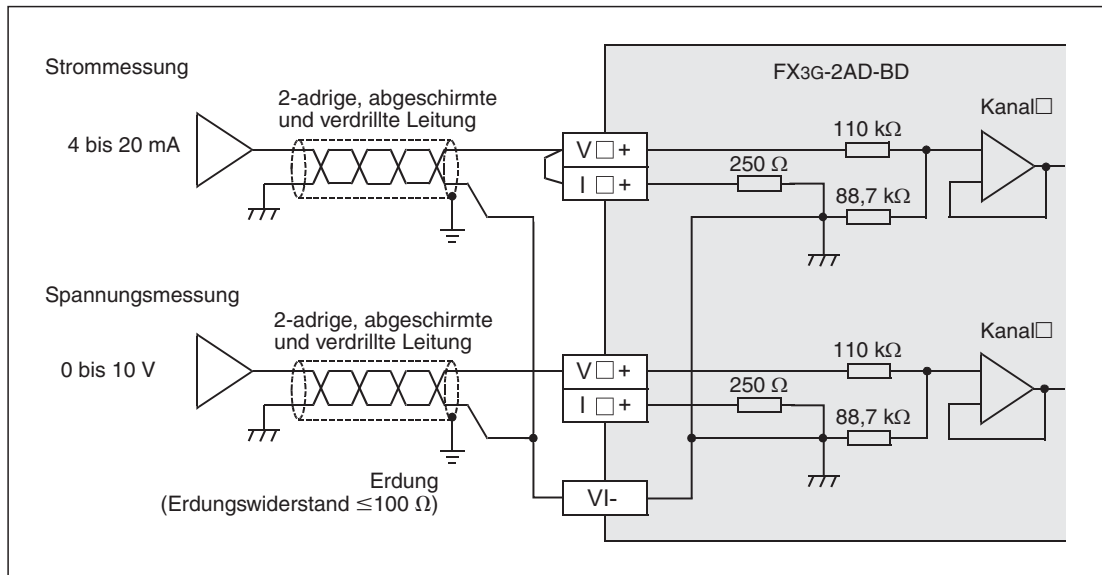 Strommessung
2-adrige, abgeschirmte
und verdrillte Leitung
4 bis 20 mA
FX3G-2AD-BD
Kanal□
V □ +
I □ +
110 kΩ
250 Ω
88,7 kΩ
Spannungsmessung
2-adrige, abgeschirmte
und verdrillte Leitung
0 bis 10 V
Kanal□
V □ +
I □ +
110 kΩ
250 Ω
88,7 kΩ
Erdung
(Erdungswiderstand ≤100 Ω)
VI-